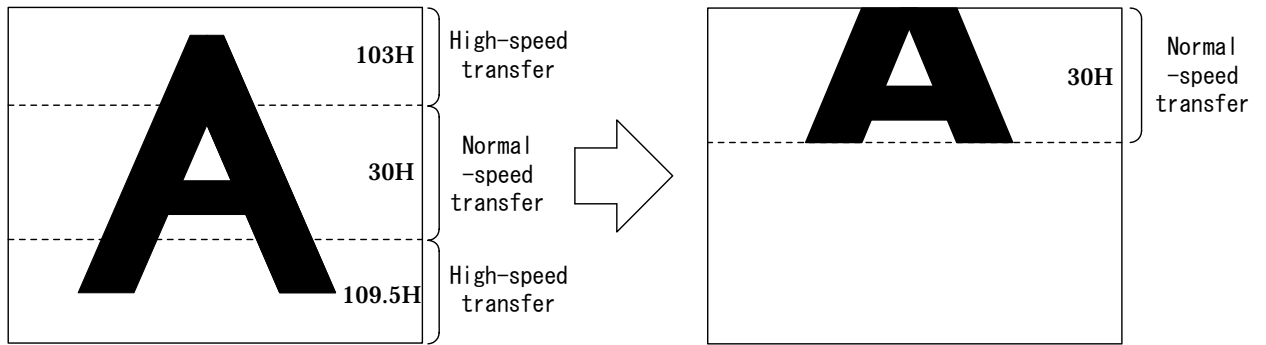 103H
High-speed
transfer
30H
Normal
-speed
transfer
109.5H
High-speed
transfer
A
30H
Normal
-speed
transfer
A